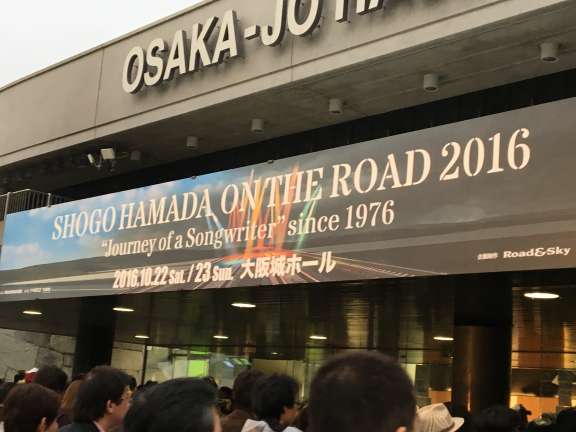 OSAKA-JO HA
SHOGO HAMADA ON THE ROAD 2016
"Journey of a Songwriter" since 1976
2016.10.22 Sat. / 23 Sun. 大阪城ホール
Road&Sky